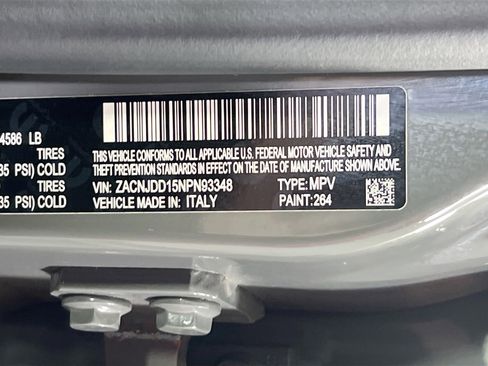 4586 LB
TIRES
35 PSI) COLD
TIRES
35 PSI) COLD
THIS VEHICLE CONFORMS TO ALL APPLICABLE U.S. FEDERAL MOTOR VEHICLE SAFETY
AND THEFT PREVENTION STANDARDS IN EFFECT ON THE DATE OF MANUFACTURE SHOWN ABOVE.
VIN: ZACNJDD15NPN93348 TYPE: MPV
VEHICLE MADE IN: ITALY PAINT: 264